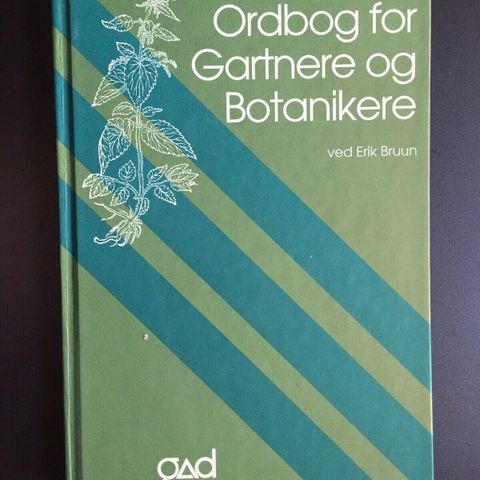 Ordbog for
Gartnere og
Botanikere
ved Erik Bruun
gad